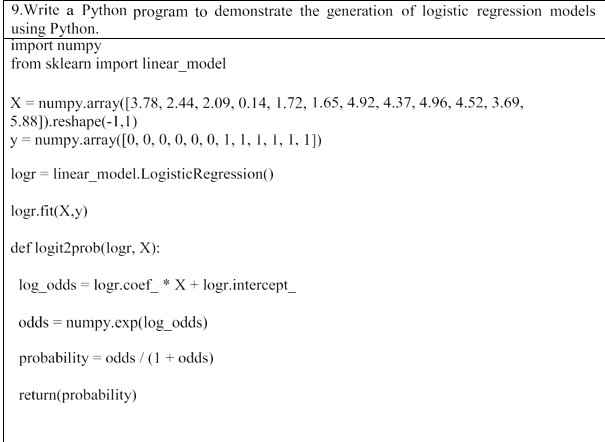 9.Write a Python program to demonstrate the generation of logistic regression models
using Python.
import numpy
from sklearn import linear_model
X = numpy.array([3.78, 2.44, 2.09, 0.14, 1.72, 1.65, 4.92, 4.37, 4.96, 4.52, 3.69,
5.88]).reshape(-1,1)
y = numpy.array([0, 0, 0, 0, 0, 0, 1, 1, 1, 1, 1, 1])
logr = linear_model.LogisticRegression()
logr.fit(X,y)
def logit2prob(logr, X):
log_odds = logr.coef_ * X + logr.intercept_
odds = numpy.exp(log_odds)
probability = odds / (1 + odds)
return(probability)